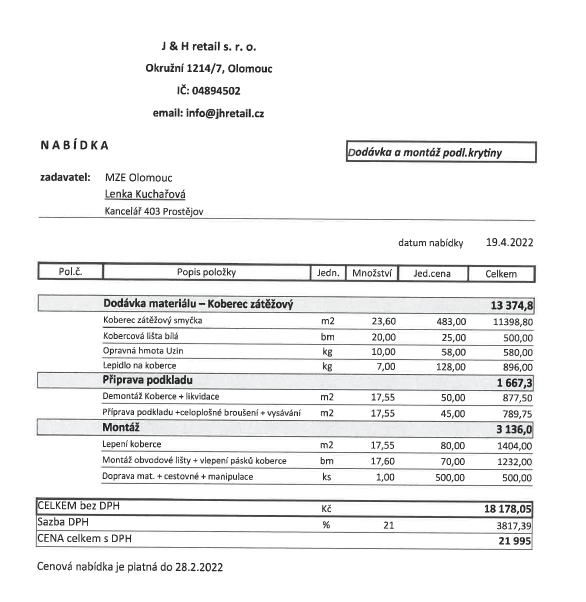 J & H retail s. r. o.
Okružní 1214/7, Olomouc
IČ: 04894502
email: info@jhretail.cz
NABÍDKA
Dodávka a montáž podl.krytiny
zadavatel: MZE Olomouc
Lenka Kuchařová
Kancelář 403 Prostějov
datum nabídky 19.4.2022
Pol.č. Popis položky Jedn. Množství Jed.cena Celkem
Dodávka materiálu – Koberec zátěžový 13 374,8
Koberec zátěžový smyčka m2 23,60 483,00 11398,80
Kobercová lišta bílá bm 20,00 25,00 500,00
Opravná hmota Uzin kg 10,00 58,00 580,00
Lepidlo na koberce kg 7,00 128,00 896,00
Příprava podkladu 1 667,3
Demontáž Koberce + likvidace m2 17,55 50,00 877,50
Příprava podkladu +celoplošné broušení + vysávání m2 17,55 45,00 789,75
Montáž 3 136,0
Lepení koberce m2 17,55 80,00 1404,00
Montáž obvodové lišty + vlepení pásků koberce bm 17,60 70,00 1232,00
Doprava mat. + cestovné + manipulace ks 1,00 500,00 500,00
CELKEM bez DPH Kč 18 178,05
Sazba DPH % 21 3817,39
CENA celkem s DPH 21 995
Cenová nabídka je platná do 28.2.2022